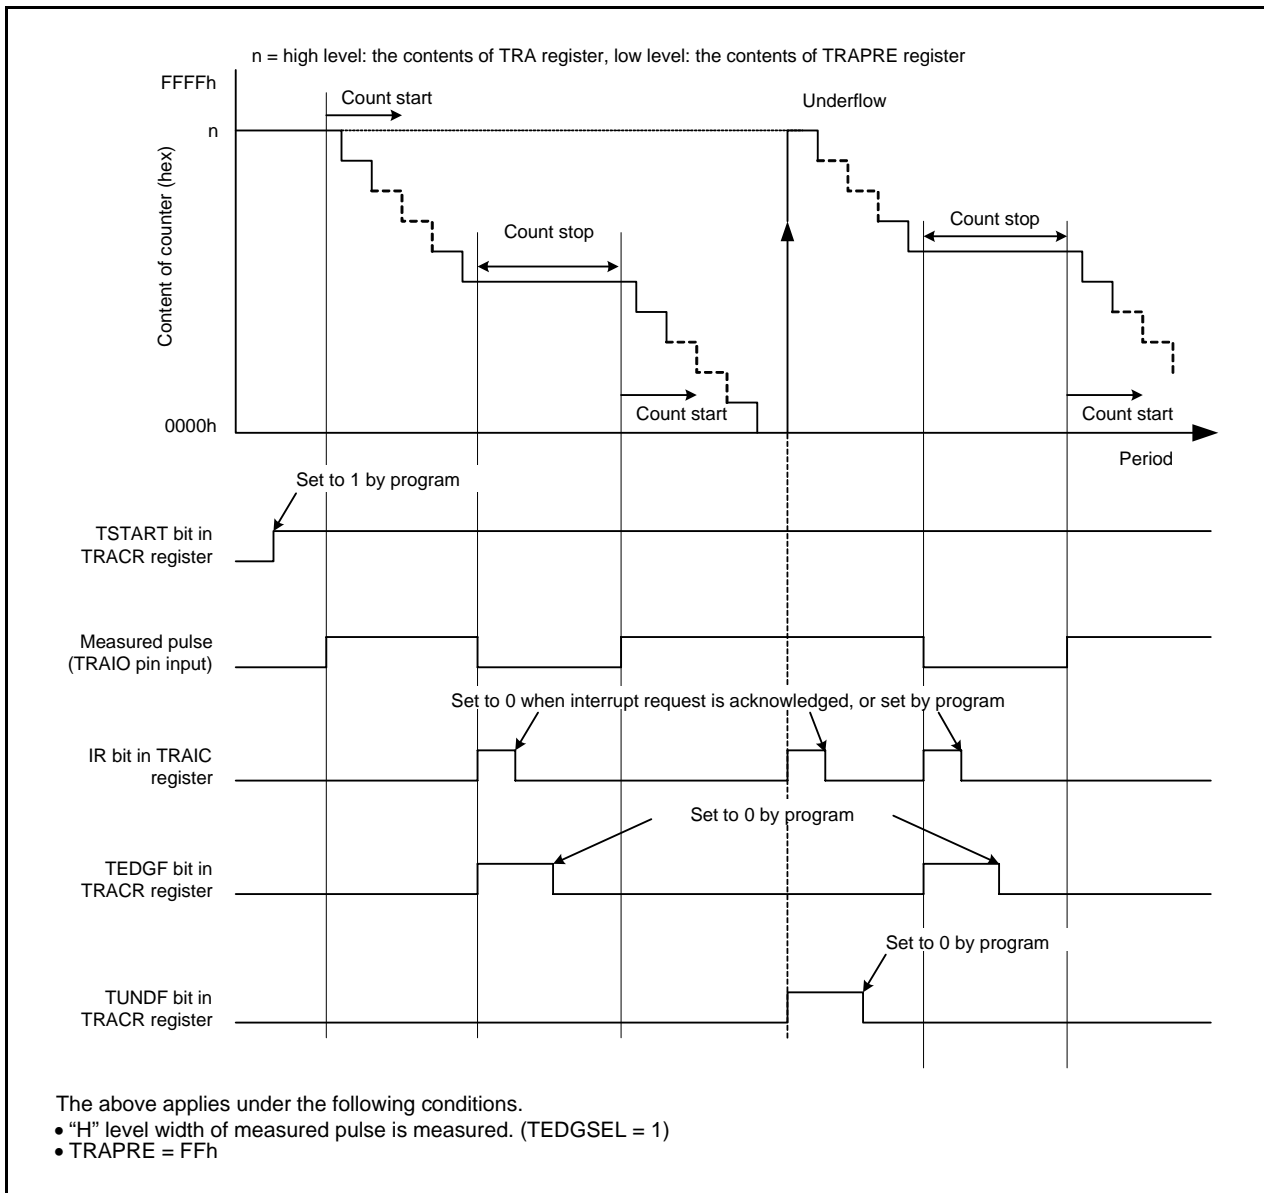 n = high level: the contents of TRA register, low level: the contents of TRAPRE register
FFFFh
Count start
Underflow
n
Content of counter (hex)
Count stop
Count stop
Count start
Count start
0000h
Period
Set to 1 by program
TSTART bit in
TRACR register
Measured pulse
(TRAIO pin input)
Set to 0 when interrupt request is acknowledged, or set by program
IR bit in TRAIC
register
Set to 0 by program
TEDGF bit in
TRACR register
Set to 0 by program
TUNDF bit in
TRACR register
The above applies under the following conditions.
• “H” level width of measured pulse is measured. (TEDGSEL = 1)
• TRAPRE = FFh